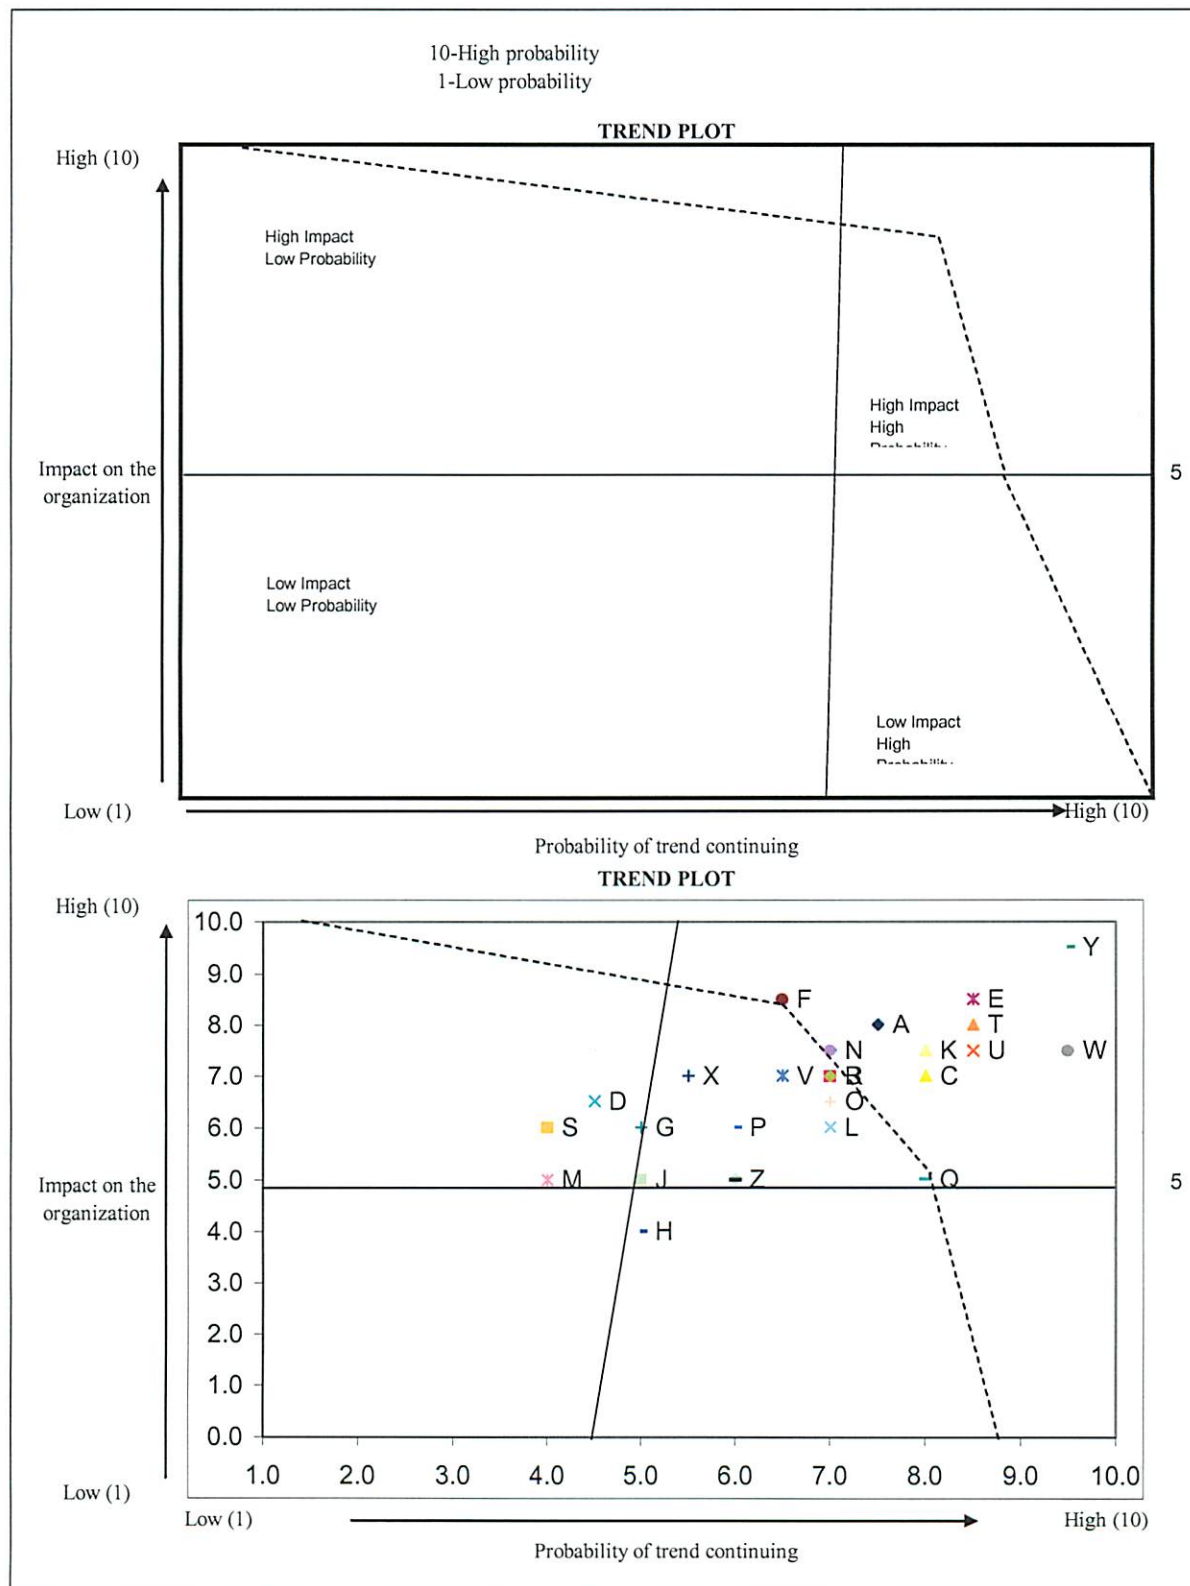 10-High probability
1-Low probability
TREND PLOT
High (10)
High Impact
Low Probability
High Impact
High
Probability
Impact on the
organization
5
Low Impact
Low Probability
Low Impact
High
Probability
Low (1)
High (10)
Probability of trend continuing
TREND PLOT
High (10)
10.0
Y
9.0
F
E
8.0
A
T
N
K
U
W
7.0
X
V
R
C
D
O
6.0
S
G
P
L
Impact on the
organization
5.0
M
J
Z
Q
5
4.0
H
3.0
2.0
1.0
0.0
1.0 2.0 3.0 4.0 5.0 6.0 7.0 8.0 9.0 10.0
Low (1)
Low (1)
High (10)
Probability of trend continuing